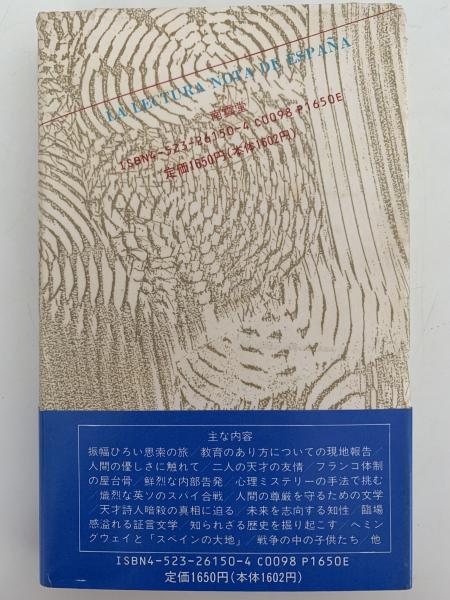 LA LECTURA NOTA DE ESPAÑA
南雲堂
ISBN4-523-26150-4 C0098 P1650E
定価1650円(本体1602円)
主な内容
振幅ひろい思索の旅/教育のあり方についての現地報告/
人間の優しさに触れて/二人の天才の友情/フランコ体制
の屋台骨/鮮烈な内部告発/心理ミステリーの手法で挑む
/熾烈な英ソのスパイ合戦/人間の尊厳を守るための文学
/天才詩人暗殺の真相に迫る/未来を志向する知性/臨場
感溢れる証言文学/知られざる歴史を掘り起こす/ヘミン
グウェイと「スペインの大地」/戦争の中の子供たち/他
ISBN4-523-26150-4 C0098 P1650E
定価1650円(本体1602円)